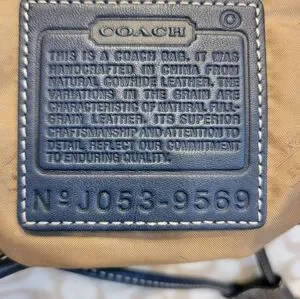 ©
COACH
THIS IS A COACH BAG. IT WAS
HANDCRAFTED IN CHINA FROM
NATURAL COWHIDE LEATHER. THE
VARIATIONS IN THE GRAIN ARE
CHARACTERISTIC OF NATURAL FULL-
GRAIN LEATHER. ITS SUPERIOR
CRAFTSMANSHIP AND ATTENTION TO
DETAIL REFLECT OUR COMMITMENT
TO ENDURING QUALITY.
Nº J053-9569